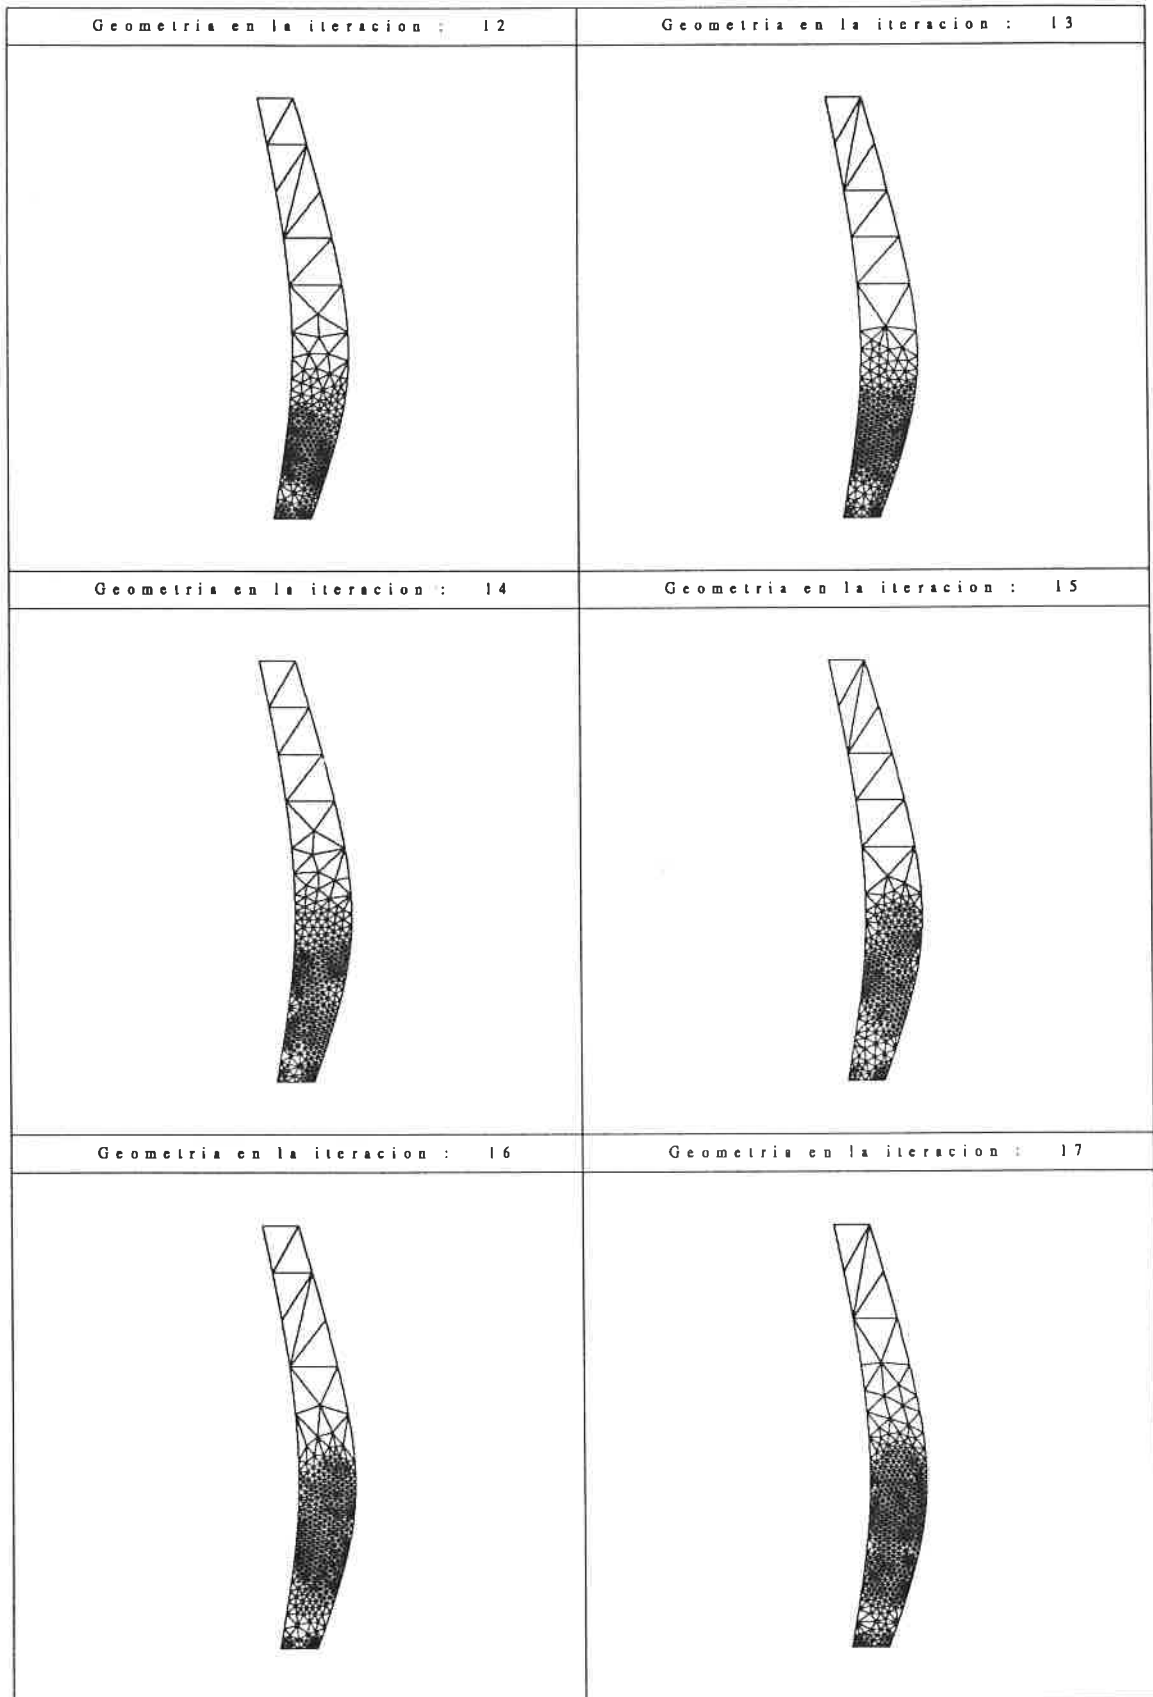 Geometria en la iteracion : 12
Geometria en la iteracion : 13
Geometria en la iteracion : 14
Geometria en la iteracion : 15
Geometria en la iteracion : 16
Geometria en la iteracion : 17